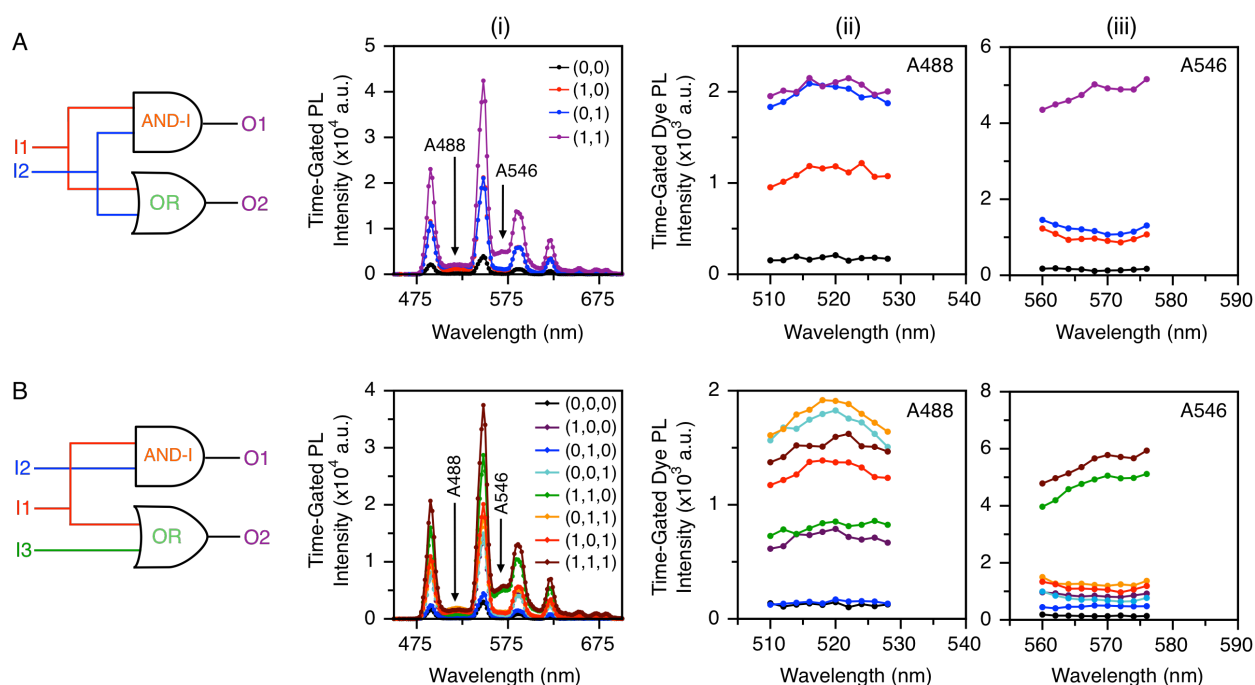 (i) (ii) (iii)
A
I1
I2
AND-I
OR
O1
O2
Time-Gated PL
Intensity (x10⁴ a.u.)
5
4
3
2
1
0
475 575 675
Wavelength (nm)
A488
A546
(0,0)
(1,0)
(0,1)
(1,1)
Time-Gated Dye PL
Intensity (x10³ a.u.)
A488
2
1
0
510 520 530 540
Wavelength (nm)
A546
6
4
2
0
560 570 580 590
Wavelength (nm)
B
I2
I1
I3
AND-I
OR
O1
O2
Time-Gated PL
Intensity (x10⁴ a.u.)
4
3
2
1
0
475 575 675
Wavelength (nm)
A488
A546
(0,0,0)
(1,0,0)
(0,1,0)
(0,0,1)
(1,1,0)
(0,1,1)
(1,0,1)
(1,1,1)
Time-Gated Dye PL
Intensity (x10³ a.u.)
A488
2
1
0
510 520 530 540
Wavelength (nm)
A546
8
6
4
2
0
560 570 580 590
Wavelength (nm)